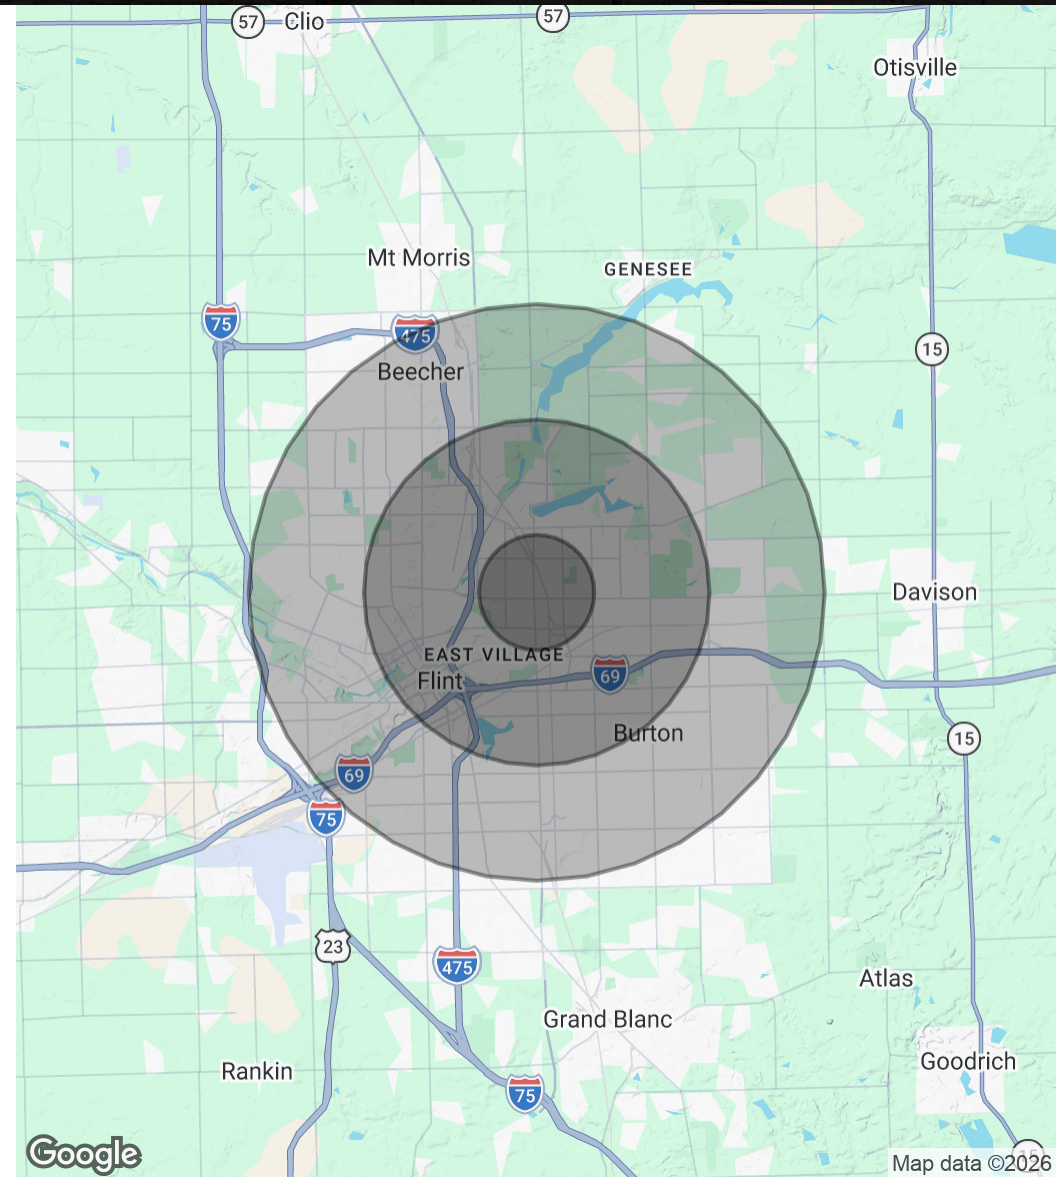 57
Clio
57
Otisville
Mt Morris
GENESEE
75
475
15
Beecher
Davison
EAST VILLAGE
Flint
69
Burton
15
69
75
23
475
Atlas
Grand Blanc
Goodrich
Rankin
75
15
Google
Map data ©2026